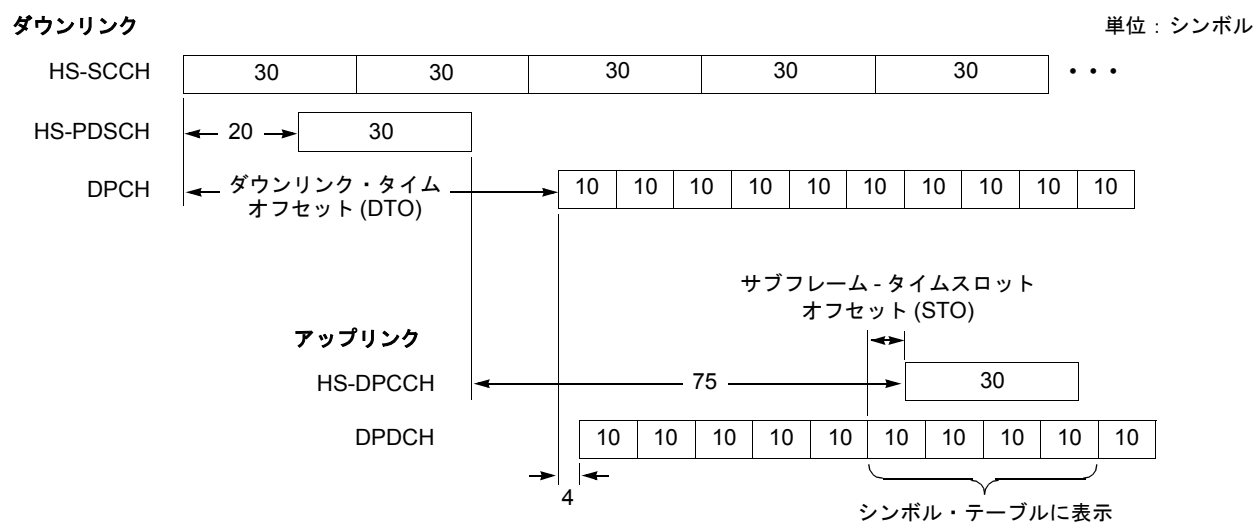 ダウンリンク
単位：シンボル
HS-SCCH 30 30 30 30 30 ・・・
HS-PDSCH 20 30
DPCH ダウンリンク・タイム
オフセット (DTO)
10 10 10 10 10 10 10 10 10 10
サブフレーム - タイムスロット
オフセット (STO)
アップリンク
HS-DPCCH 75 30
DPDCH 10 10 10 10 10 10 10 10 10 10
4
シンボル・テーブルに表示